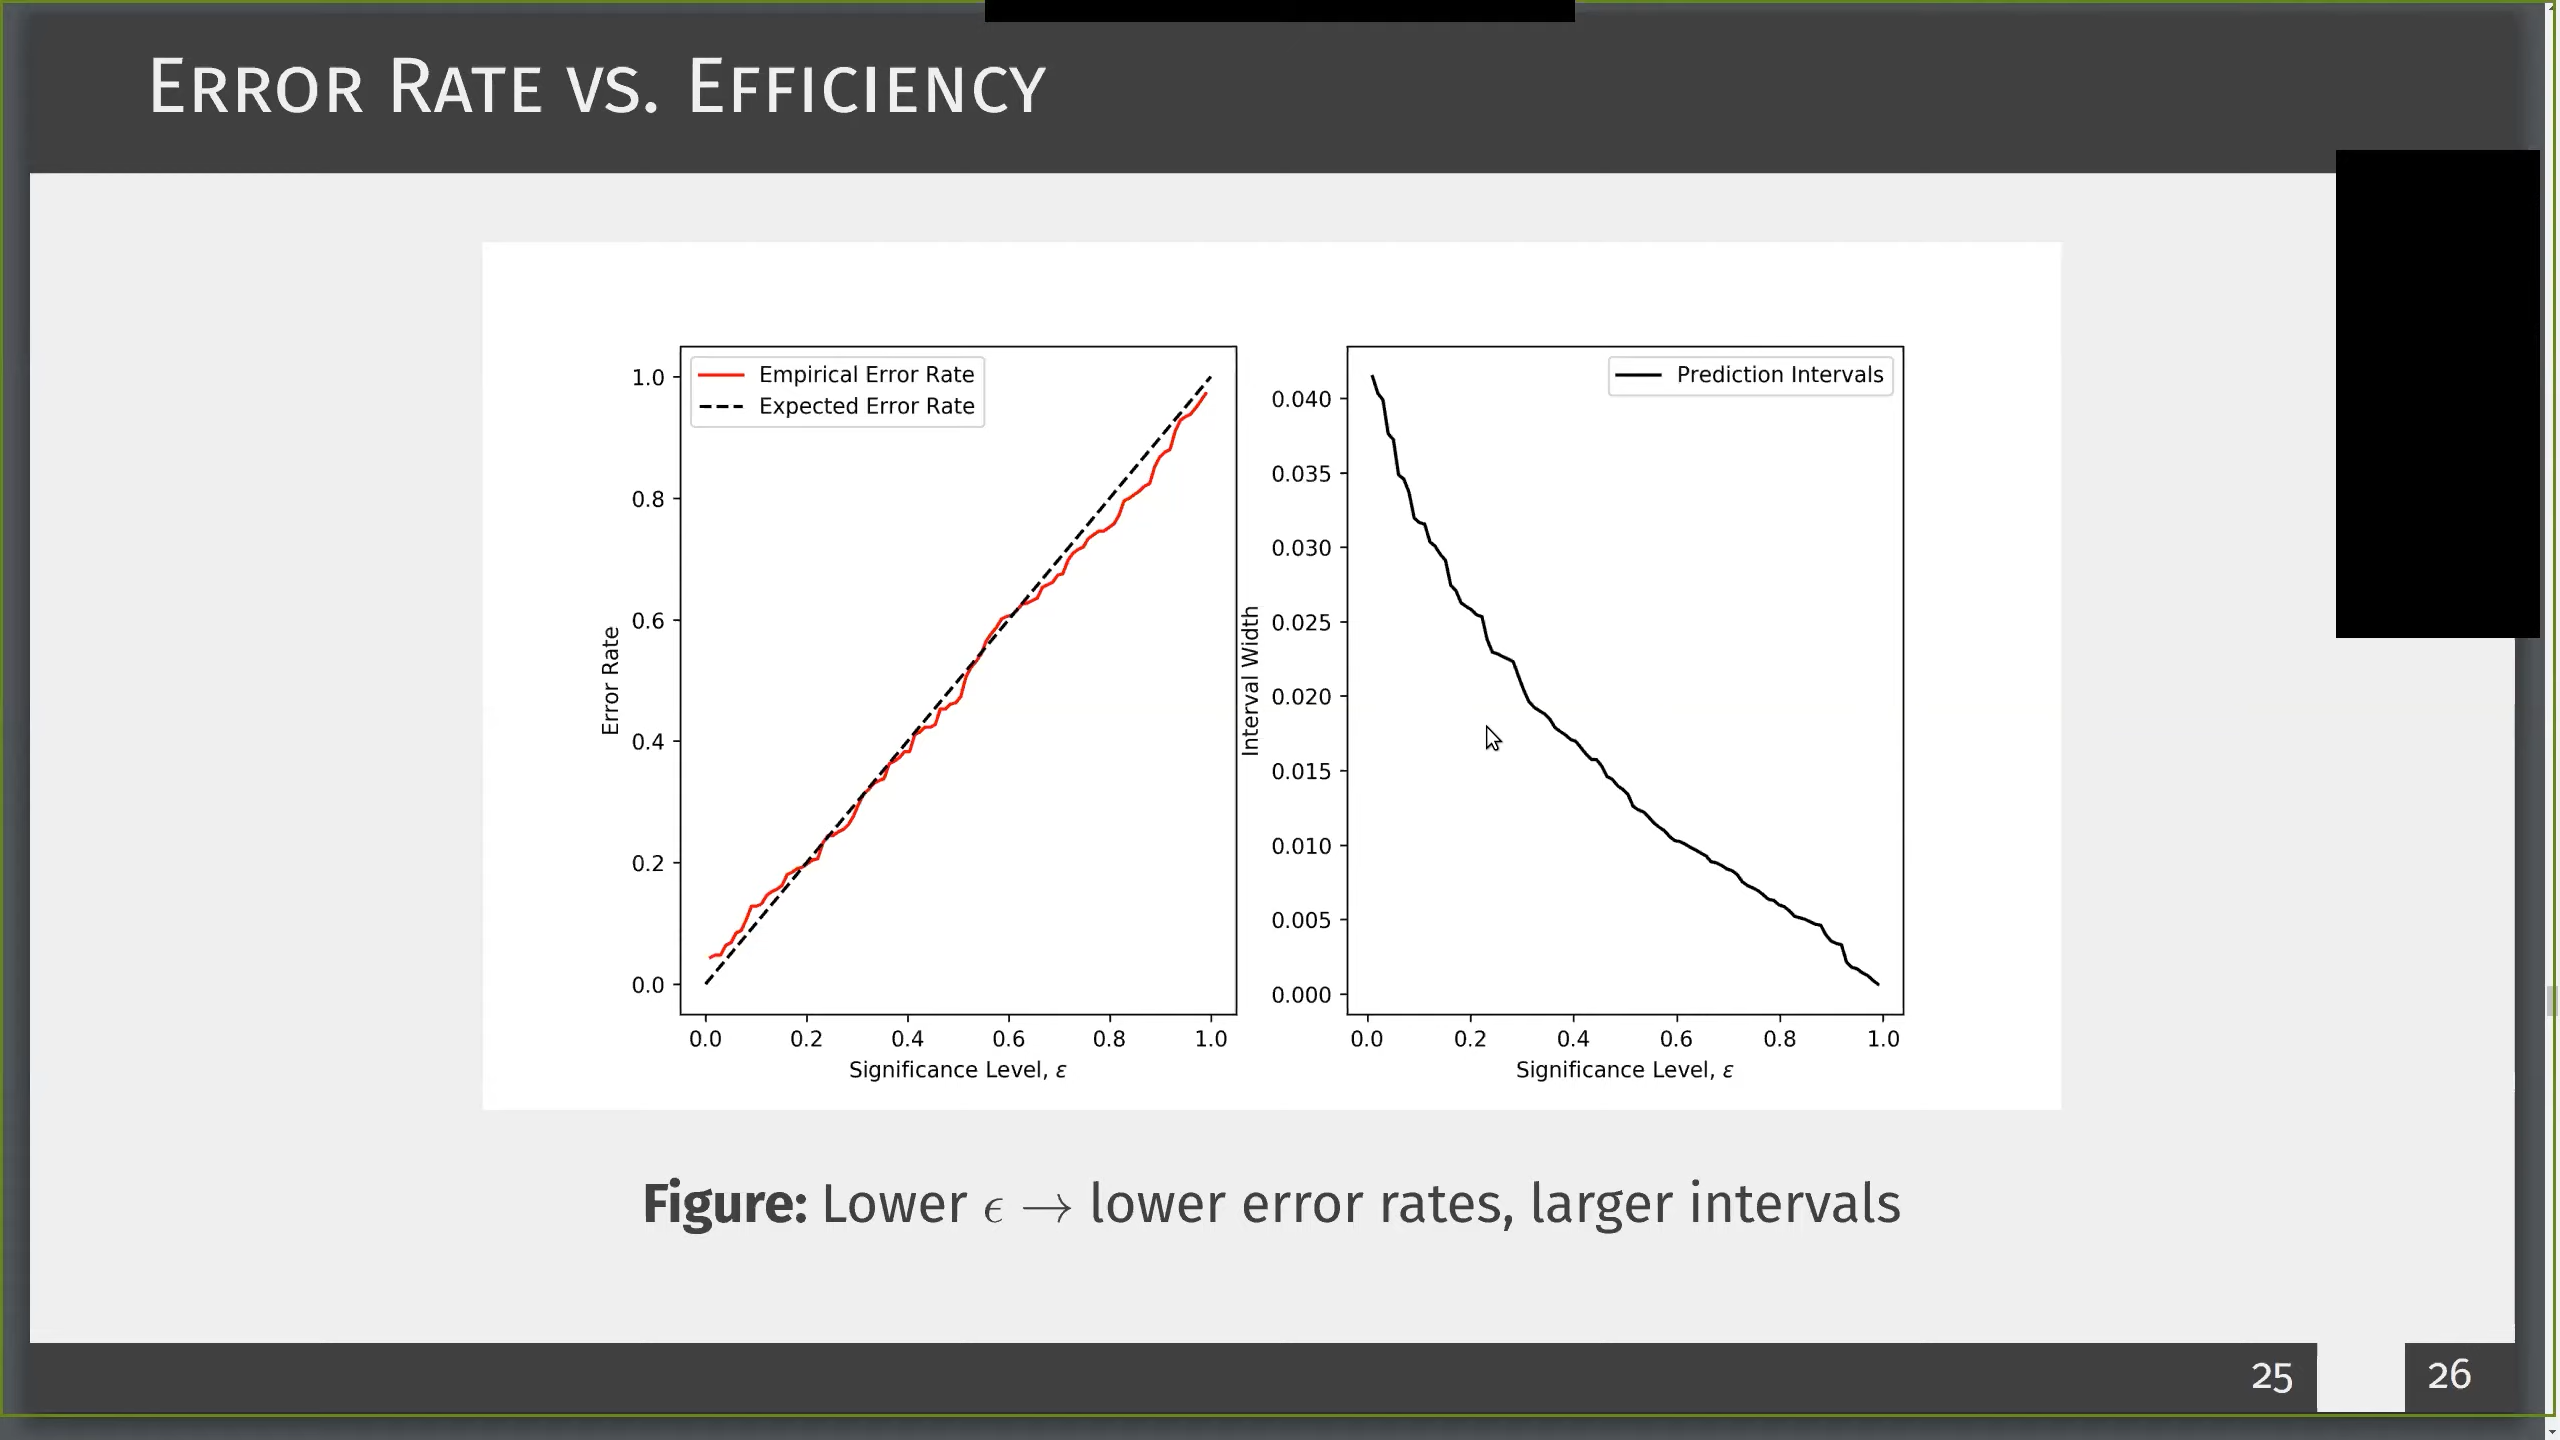 Error Rate vs. Efficiency
Empirical Error Rate
Expected Error Rate
1.0
0.8
0.6
0.4
0.2
0.0
Error Rate
0.0 0.2 0.4 0.6 0.8 1.0
Significance Level, ε
Prediction Intervals
0.040
0.035
0.030
0.025
0.020
0.015
0.010
0.005
0.000
Interval Width
0.0 0.2 0.4 0.6 0.8 1.0
Significance Level, ε
Figure: Lower ϵ → lower error rates, larger intervals
25 26